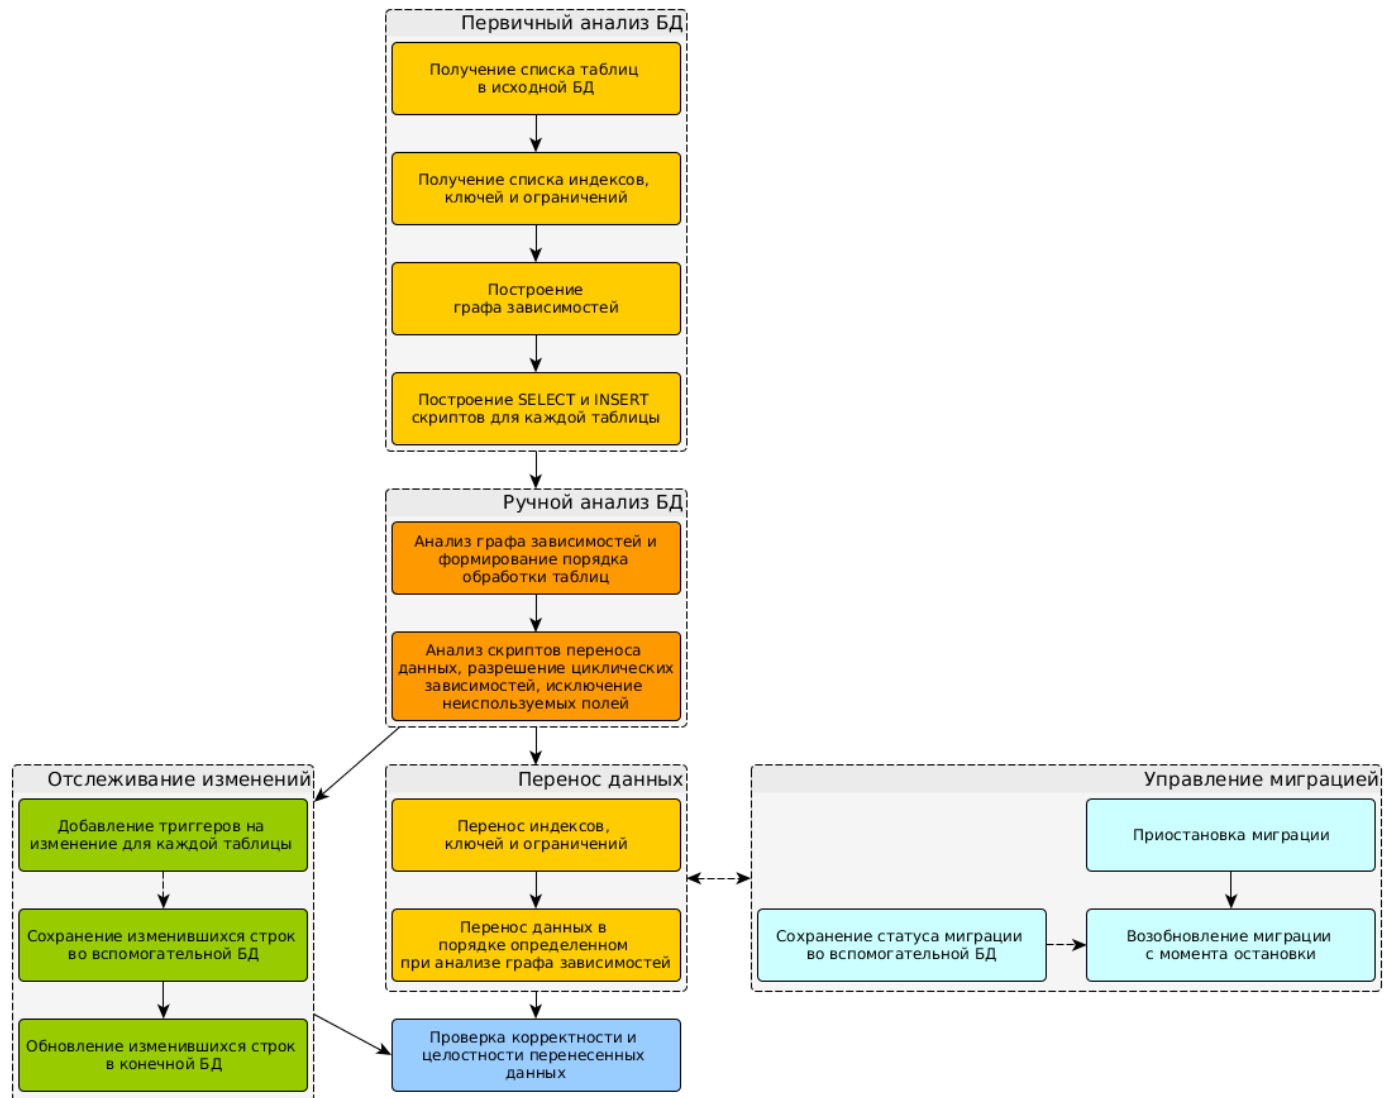 Первичный анализ БД
Получение списка таблиц
в исходной БД
Получение списка индексов,
ключей и ограничений
Построение
графа зависимостей
Построение SELECT и INSERT
скриптов для каждой таблицы
Ручной анализ БД
Анализ графа зависимостей и
формирование порядка
обработки таблиц
Анализ скриптов переноса
данных, разрешение циклических
зависимостей, исключение
неиспользуемых полей
Отслеживание изменений
Добавление триггеров на
изменение для каждой таблицы
Сохранение изменившихся строк
во вспомогательной БД
Обновление изменившихся строк
в конечной БД
Перенос данных
Перенос индексов,
ключей и ограничений
Перенос данных в
порядке определенном
при анализе графа зависимостей
Проверка корректности и
целостности перенесенных
данных
Управление миграцией
Приостановка миграции
Сохранение статуса миграции
во вспомогательной БД
Возобновление миграции
с момента остановки